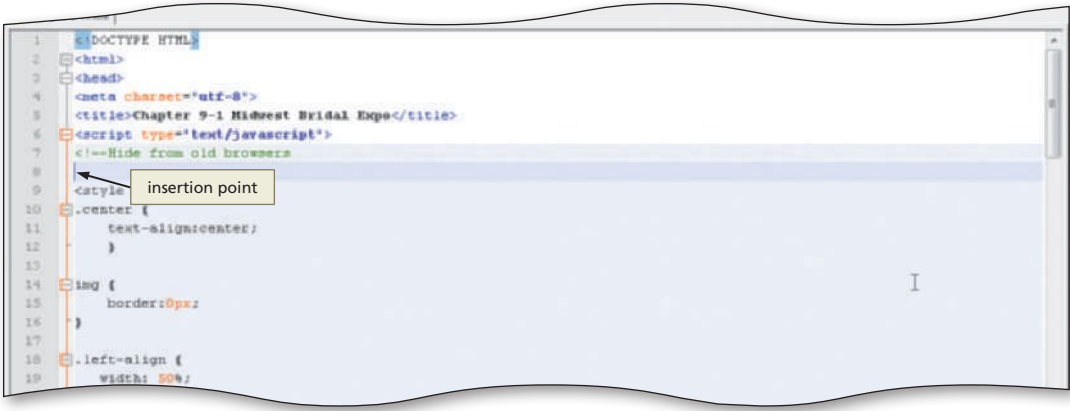 1 <!DOCTYPE HTML>
2 <html>
3 <head>
4 <meta charset="utf-8">
5 <title>Chapter 9-1 Midwest Bridal Expo</title>
6 <script type="text/javascript">
7 <!--Hide from old browsers
8
insertion point
9 <style
10 .center {
11 text-align:center;
12 }
13
14 img {
15 border:0px;
16 }
17
18 .left-align {
19 width: 50%;